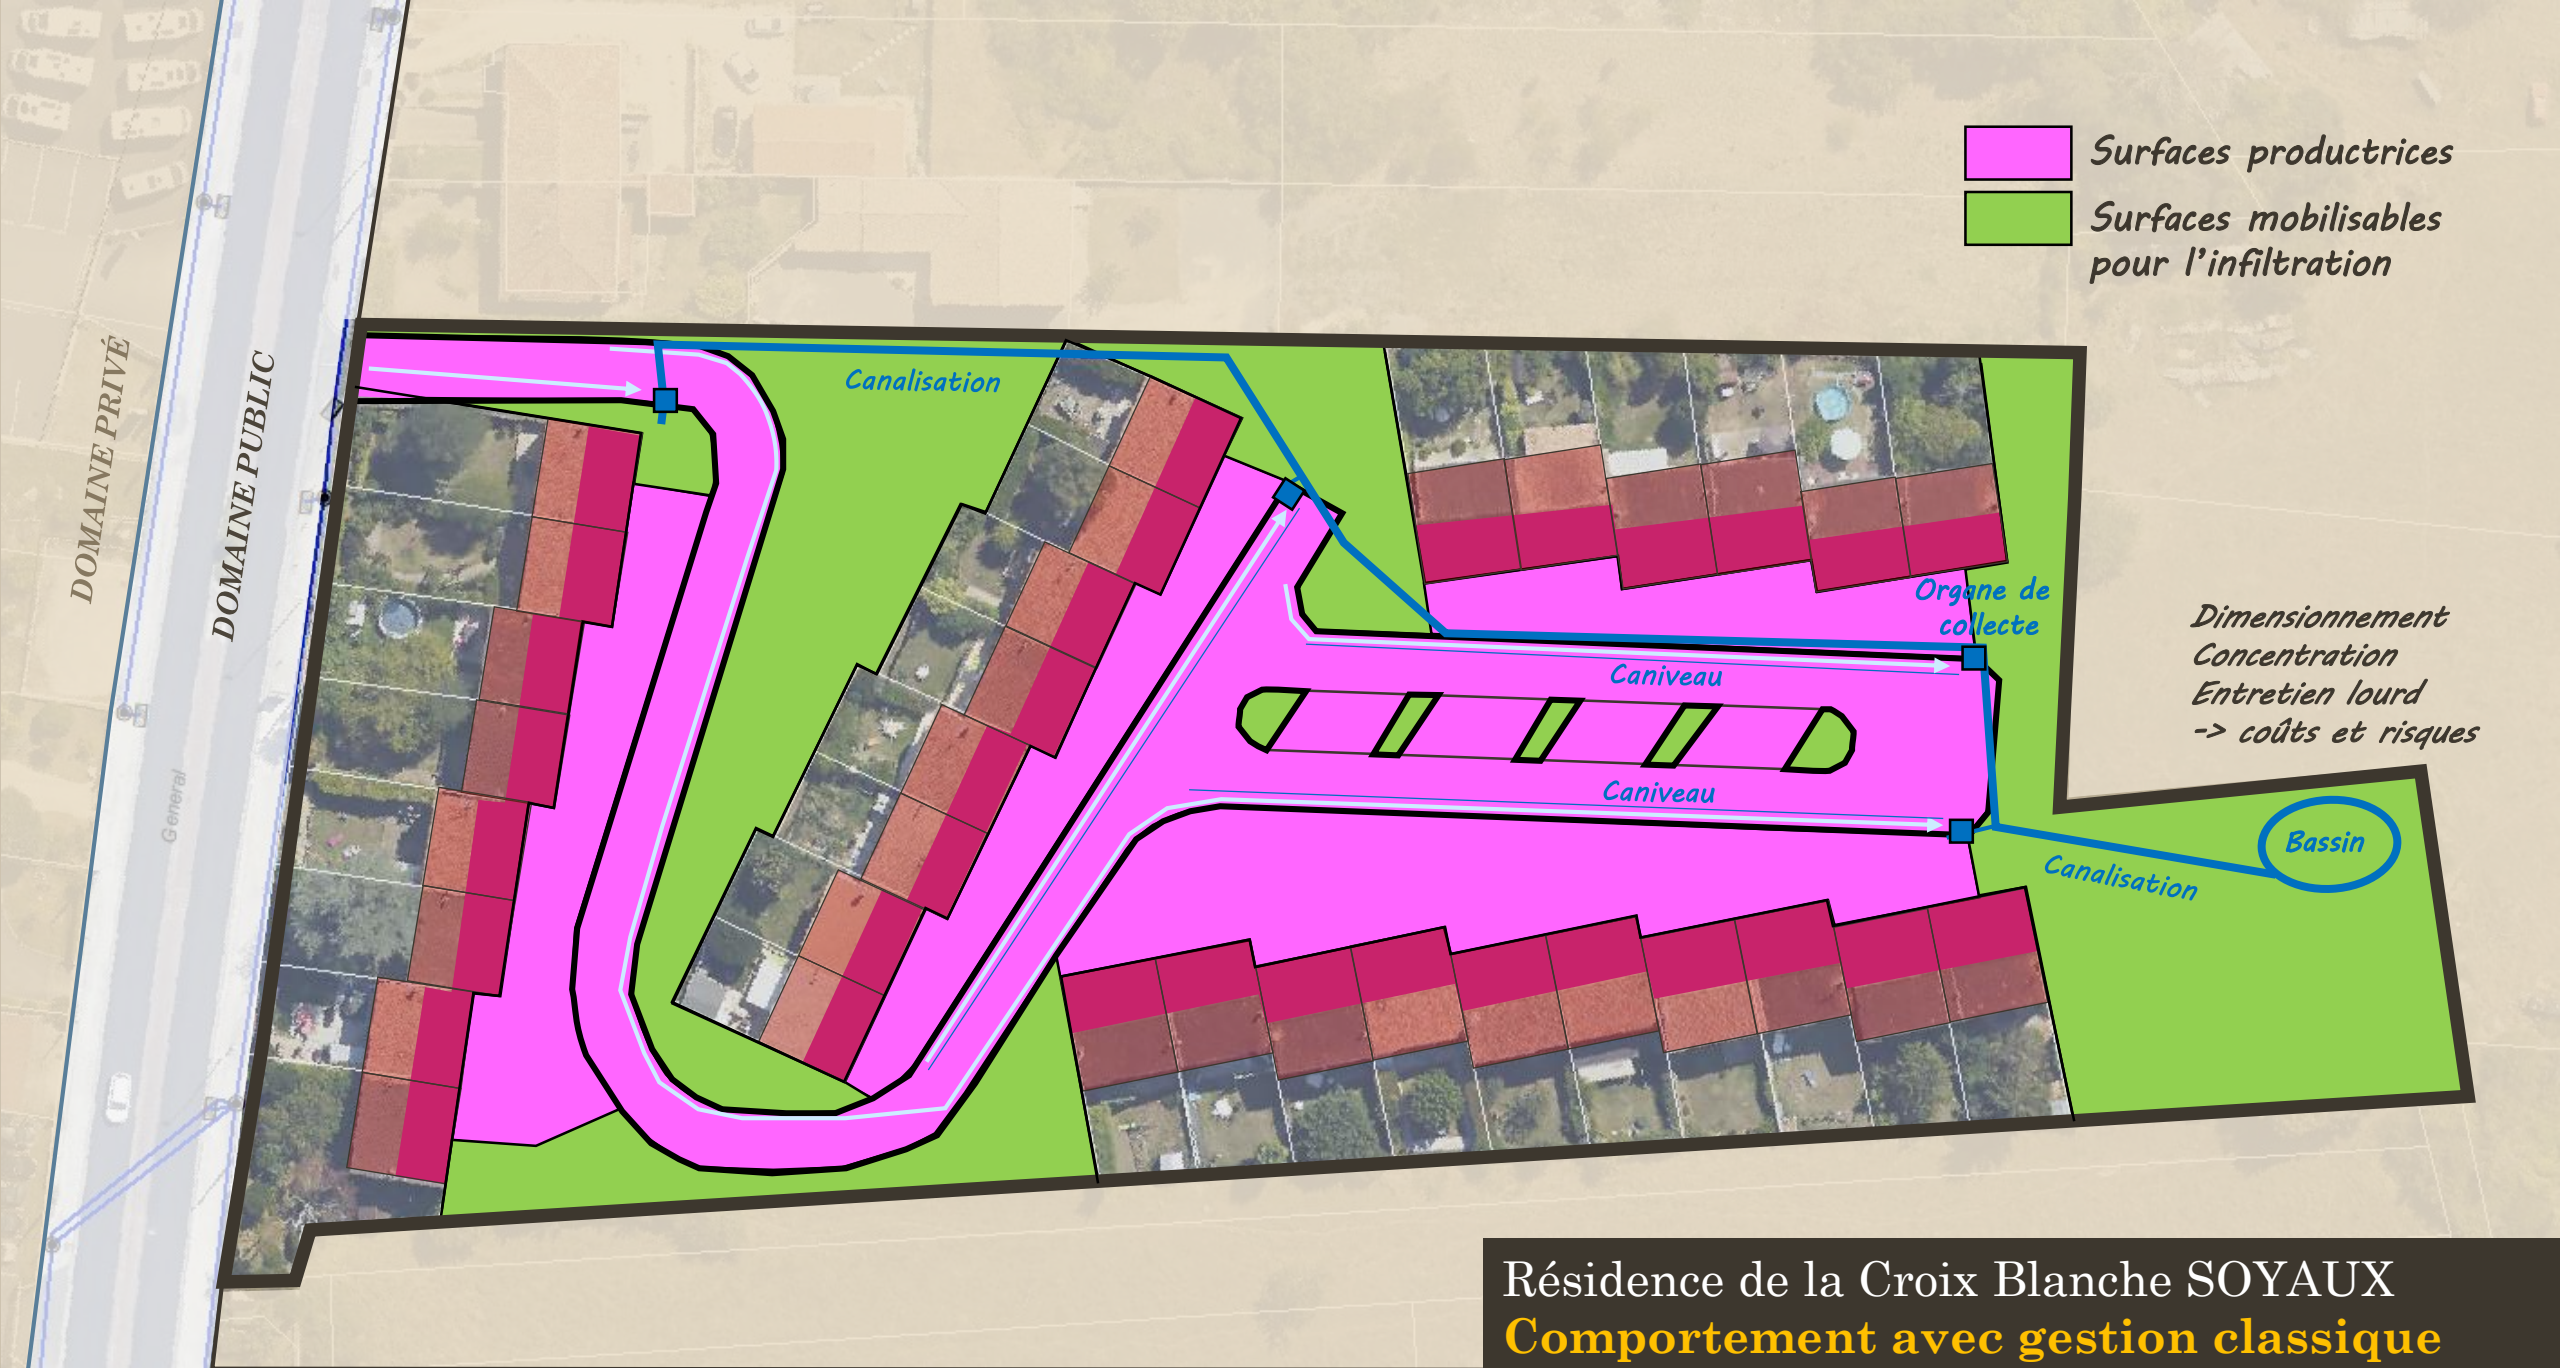 Surfaces productrices
Surfaces mobilisables
pour l'infiltration
DOMAINE PRIVÉ
DOMAINE PUBLIC
General
Canalisation
Organe de
collecte
Caniveau
Caniveau
Dimensionnement
Concentration
Entretien lourd
-> coûts et risques
Bassin
Canalisation
Résidence de la Croix Blanche SOYAUX
Comportement avec gestion classique